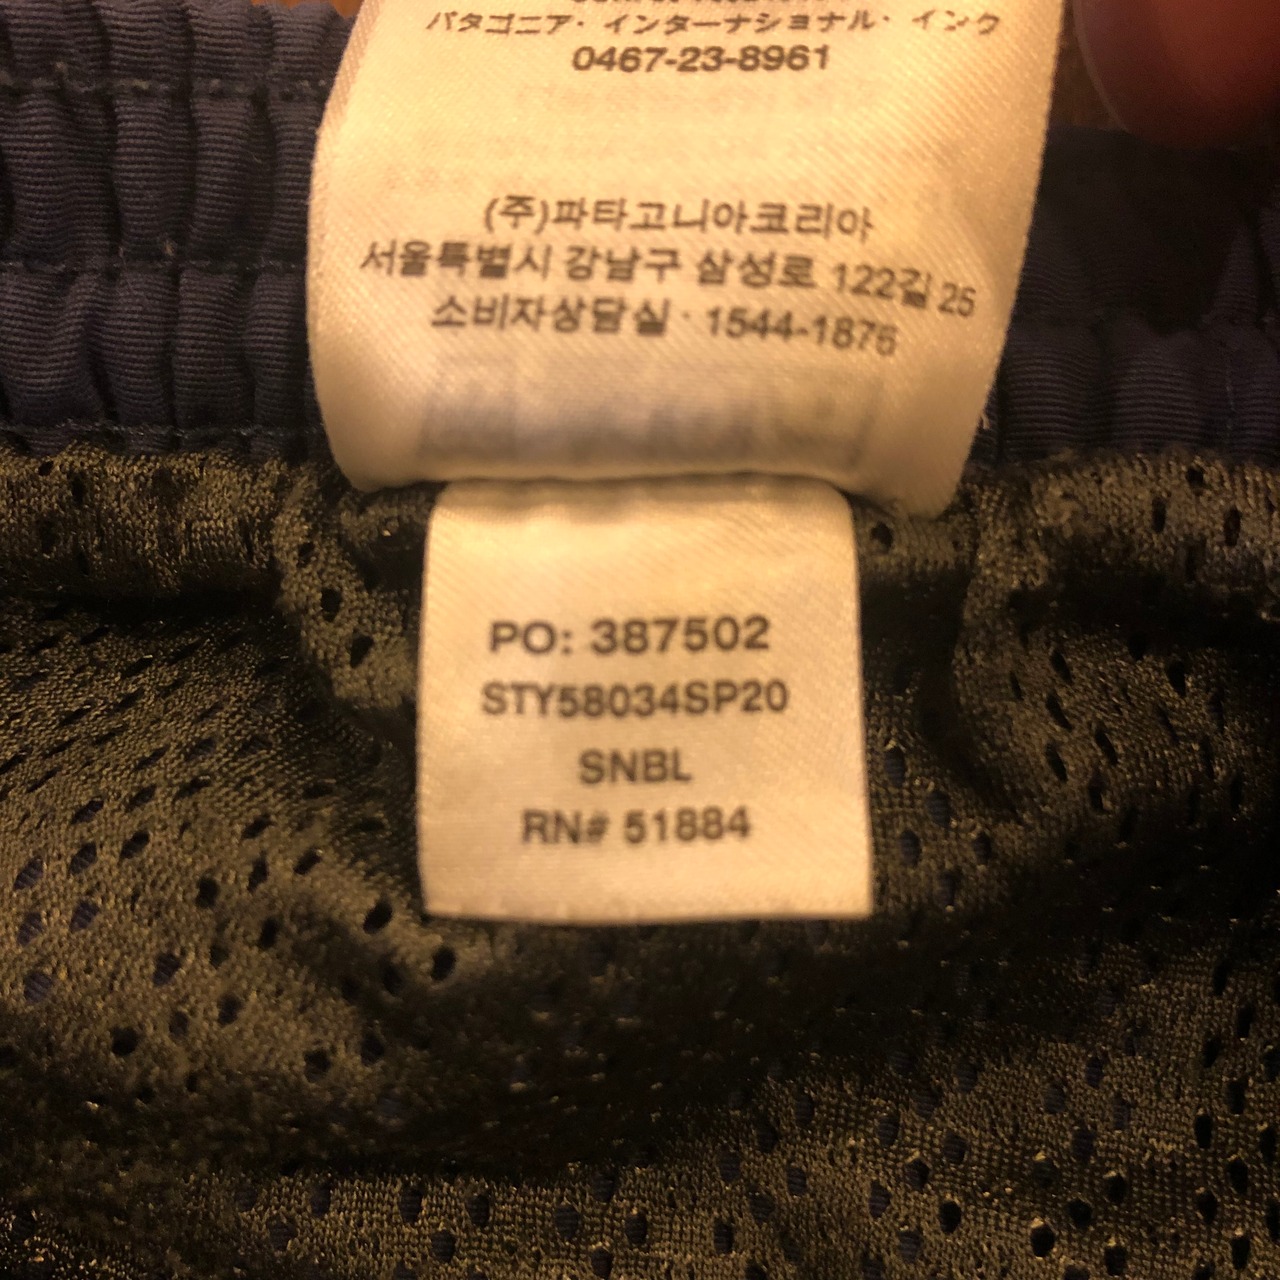 パタゴニア・インターナショナル・インク
0467-23-8961
(주)파타고니아코리아
서울특별시 강남구 삼성로 122길 25
소비자상담실 · 1544-1876
PO: 387502
STY58034SP20
SNBL
RN# 51884